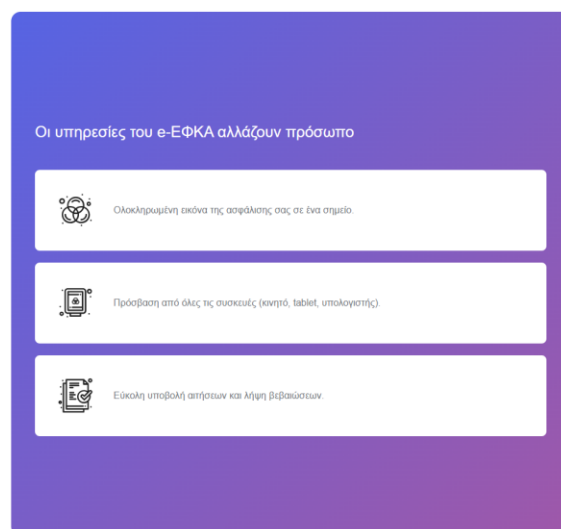 Οι υπηρεσίες του e-ΕΦΚΑ αλλάζουν πρόσωπο
Ολοκληρωμένη εικόνα της ασφάλισης σας σε ένα σημείο.
Πρόσβαση από όλες τις συσκευές (κινητό, tablet, υπολογιστής).
Εύκολη υποβολή αιτήσεων και λήψη βεβαιώσεων.